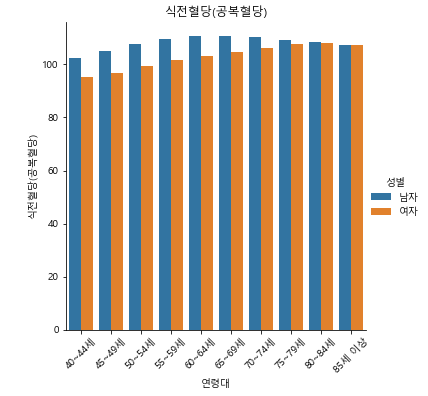 식전혈당(공복혈당)
식전혈당(공복혈당)
100
80
60
40
20
0
40~44세
45~49세
50~54세
55~59세
60~64세
65~69세
70~74세
75~79세
80~84세
85세 이상
연령대
성별
남자
여자